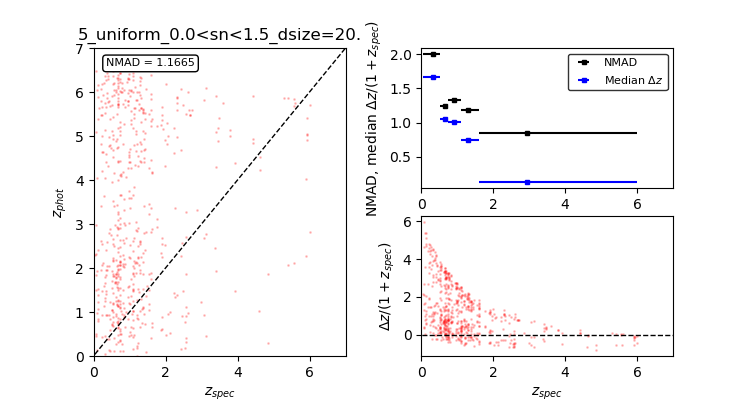 5_uniform_0.0<sn<1.5_dsize=20.
NMAD = 1.1665
7
6
5
4
3
2
1
0
z_phot
0 2 4 6
z_spec
NMAD, median Δz/(1 + z_spec)
2.0
1.5
1.0
0.5
NMAD
Median Δz
0 2 4 6
Δz/(1 + z_spec)
6
4
2
0
0 2 4 6
z_spec